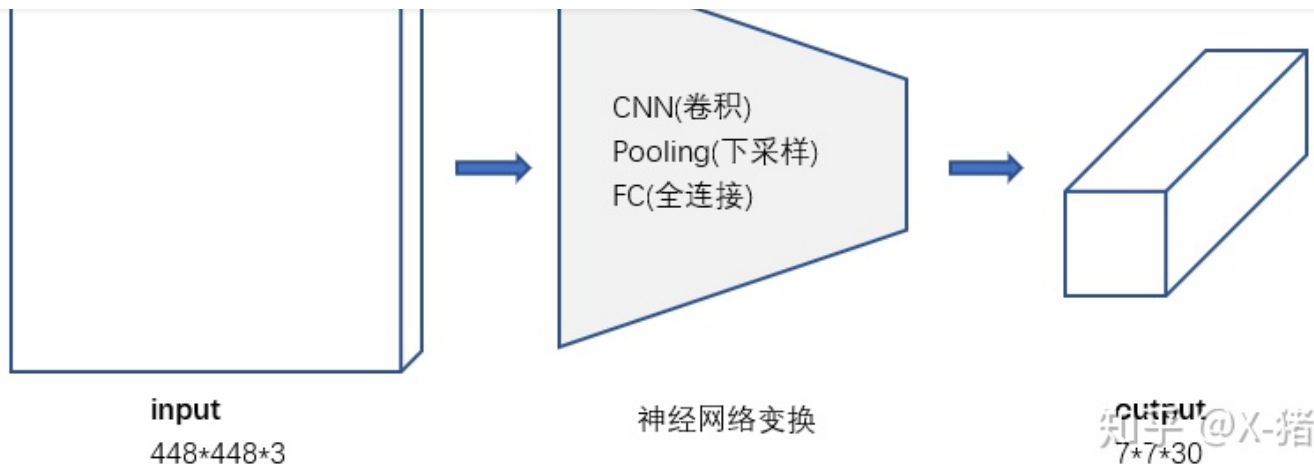 CNN(卷积)
Pooling(下采样)
FC(全连接)
input
448*448*3
神经网络变换
output
7*7*30
知乎 @X-猪